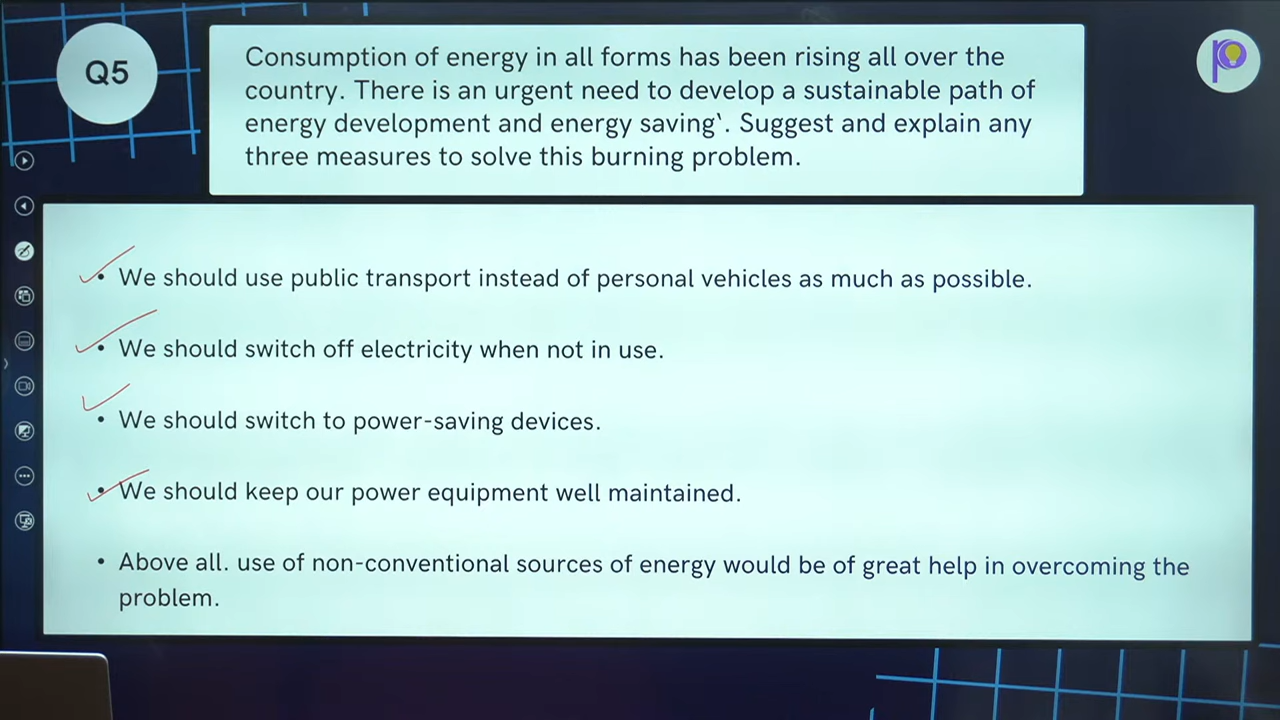 Q5
Consumption of energy in all forms has been rising all over the
country. There is an urgent need to develop a sustainable path of
energy development and energy saving‵. Suggest and explain any
three measures to solve this burning problem.
• We should use public transport instead of personal vehicles as much as possible.
• We should switch off electricity when not in use.
• We should switch to power-saving devices.
• We should keep our power equipment well maintained.
• Above all. use of non-conventional sources of energy would be of great help in overcoming the
problem.